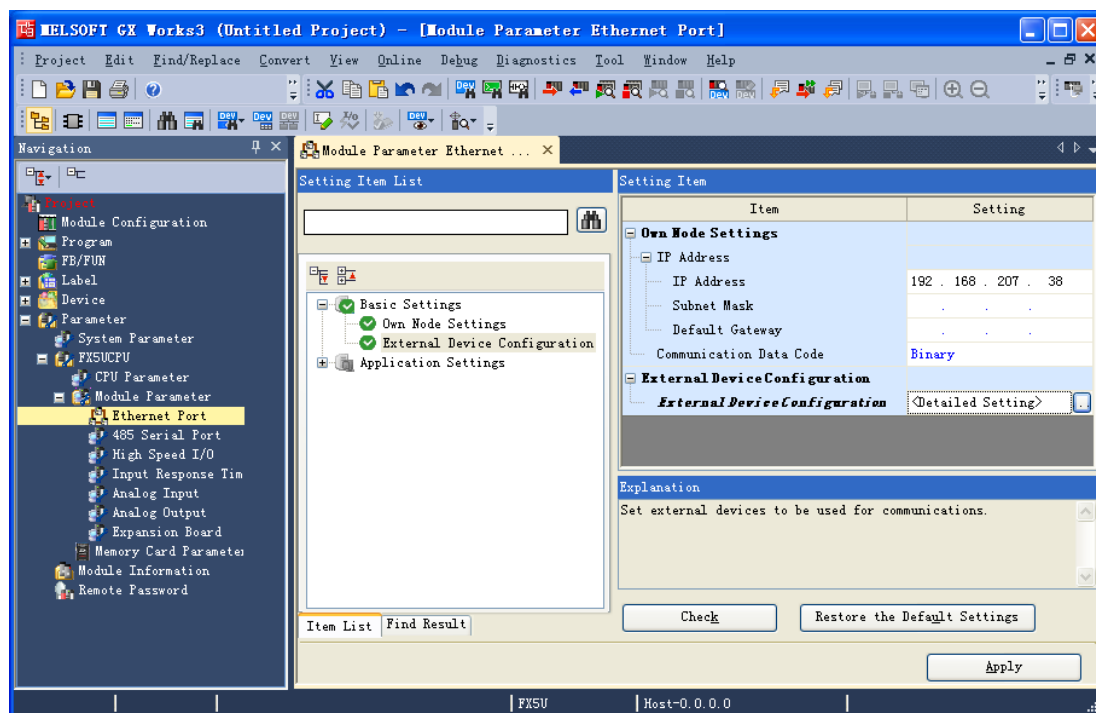 MELSOFT GX Works3 (Untitled Project) - [Module Parameter Ethernet Port]
Project Edit Find/Replace Convert View Online Debug Diagnostics Tool Window Help
Navigation
Project
Module Configuration
Program
FB/FUN
Label
Device
Parameter
System Parameter
FX5UCPU
CPU Parameter
Module Parameter
Ethernet Port
485 Serial Port
High Speed I/O
Input Response Tim
Analog Input
Analog Output
Expansion Board
Memory Card Parameter
Module Information
Remote Password
Module Parameter Ethernet ...
Setting Item List
Basic Settings
Own Node Settings
External Device Configuration
Application Settings
Item List Find Result
Setting Item
Item Setting
Own Node Settings
IP Address
IP Address 192 . 168 . 207 . 38
Subnet Mask . . .
Default Gateway . . .
Communication Data Code Binary
External Device Configuration
External Device Configuration <Detailed Setting> ..
Explanation
Set external devices to be used for communications.
Check Restore the Default Settings
Apply
FX5U Host-0.0.0.0